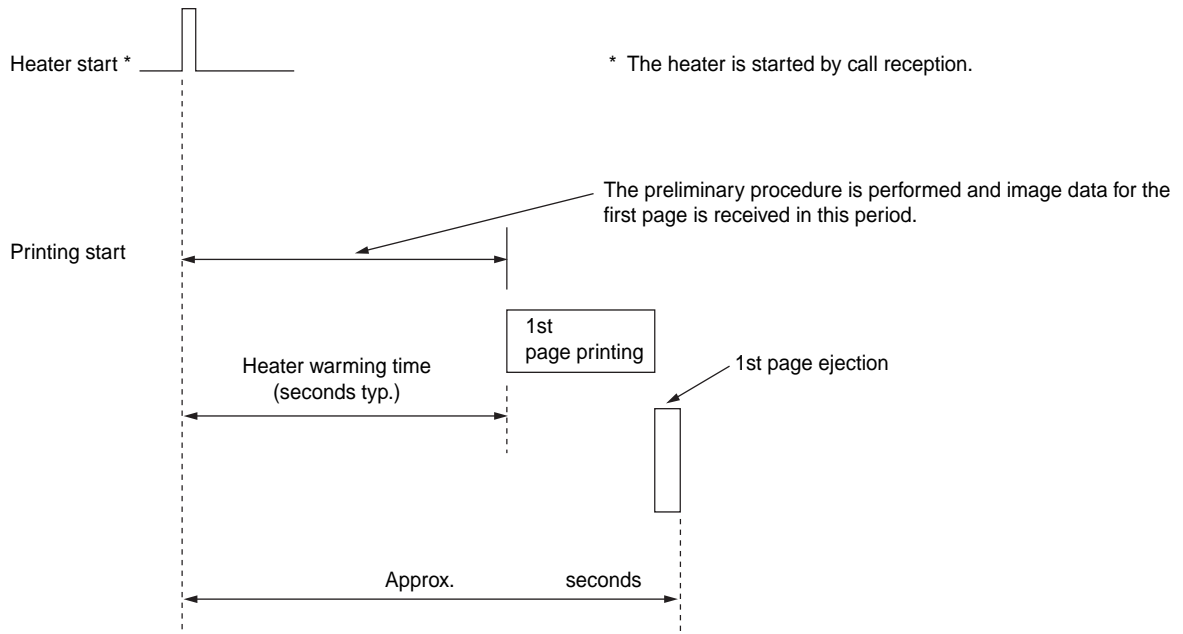 Heater start *
* The heater is started by call reception.
The preliminary procedure is performed and image data for the
first page is received in this period.
Printing start
1st
page printing
Heater warming time
(seconds typ.)
1st page ejection
Approx. seconds